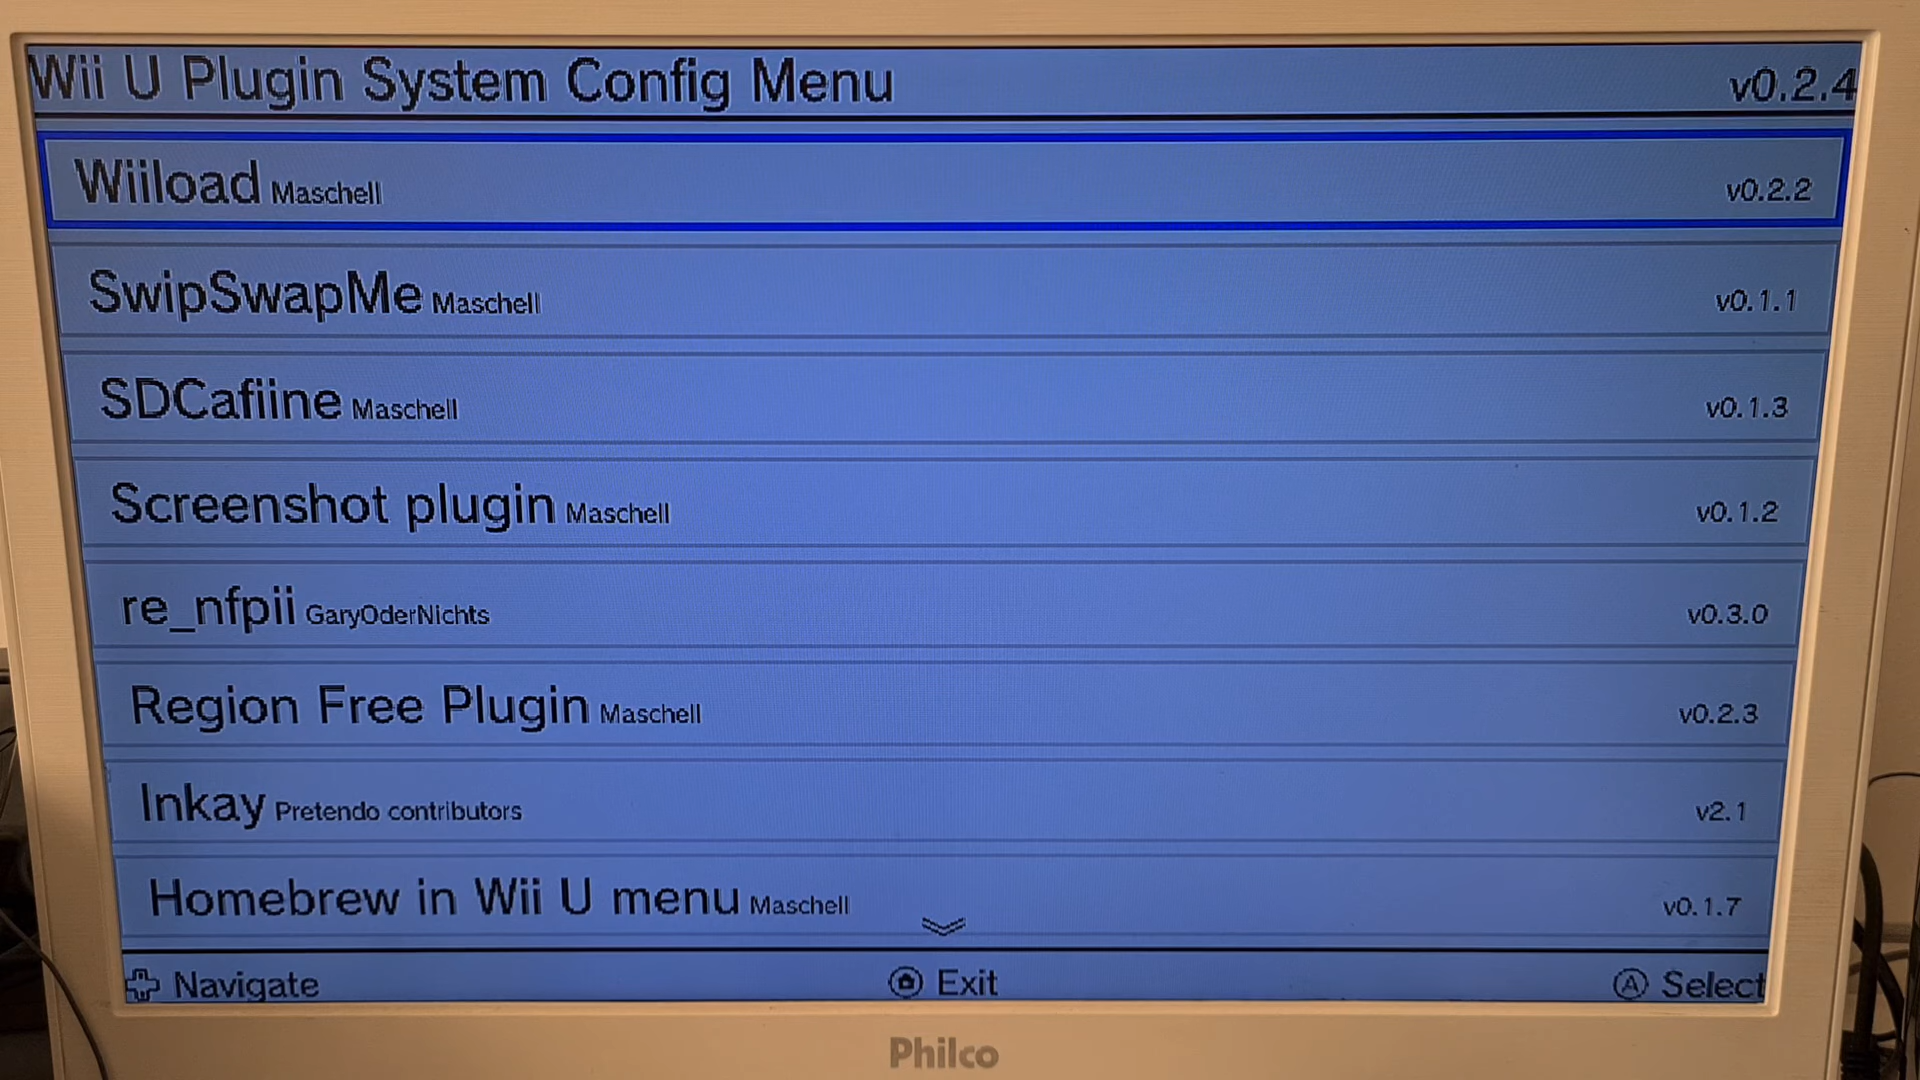 Wii U Plugin System Config Menu v0.2.4
Wiiload Maschell v0.2.2
SwipSwapMe Maschell v0.1.1
SDCafiine Maschell v0.1.3
Screenshot plugin Maschell v0.1.2
re_nfpii GaryOderNichts v0.3.0
Region Free Plugin Maschell v0.2.3
Inkay Pretendo contributors v2.1
Homebrew in Wii U menu Maschell v0.1.7
Navigate Exit A Select
Philco